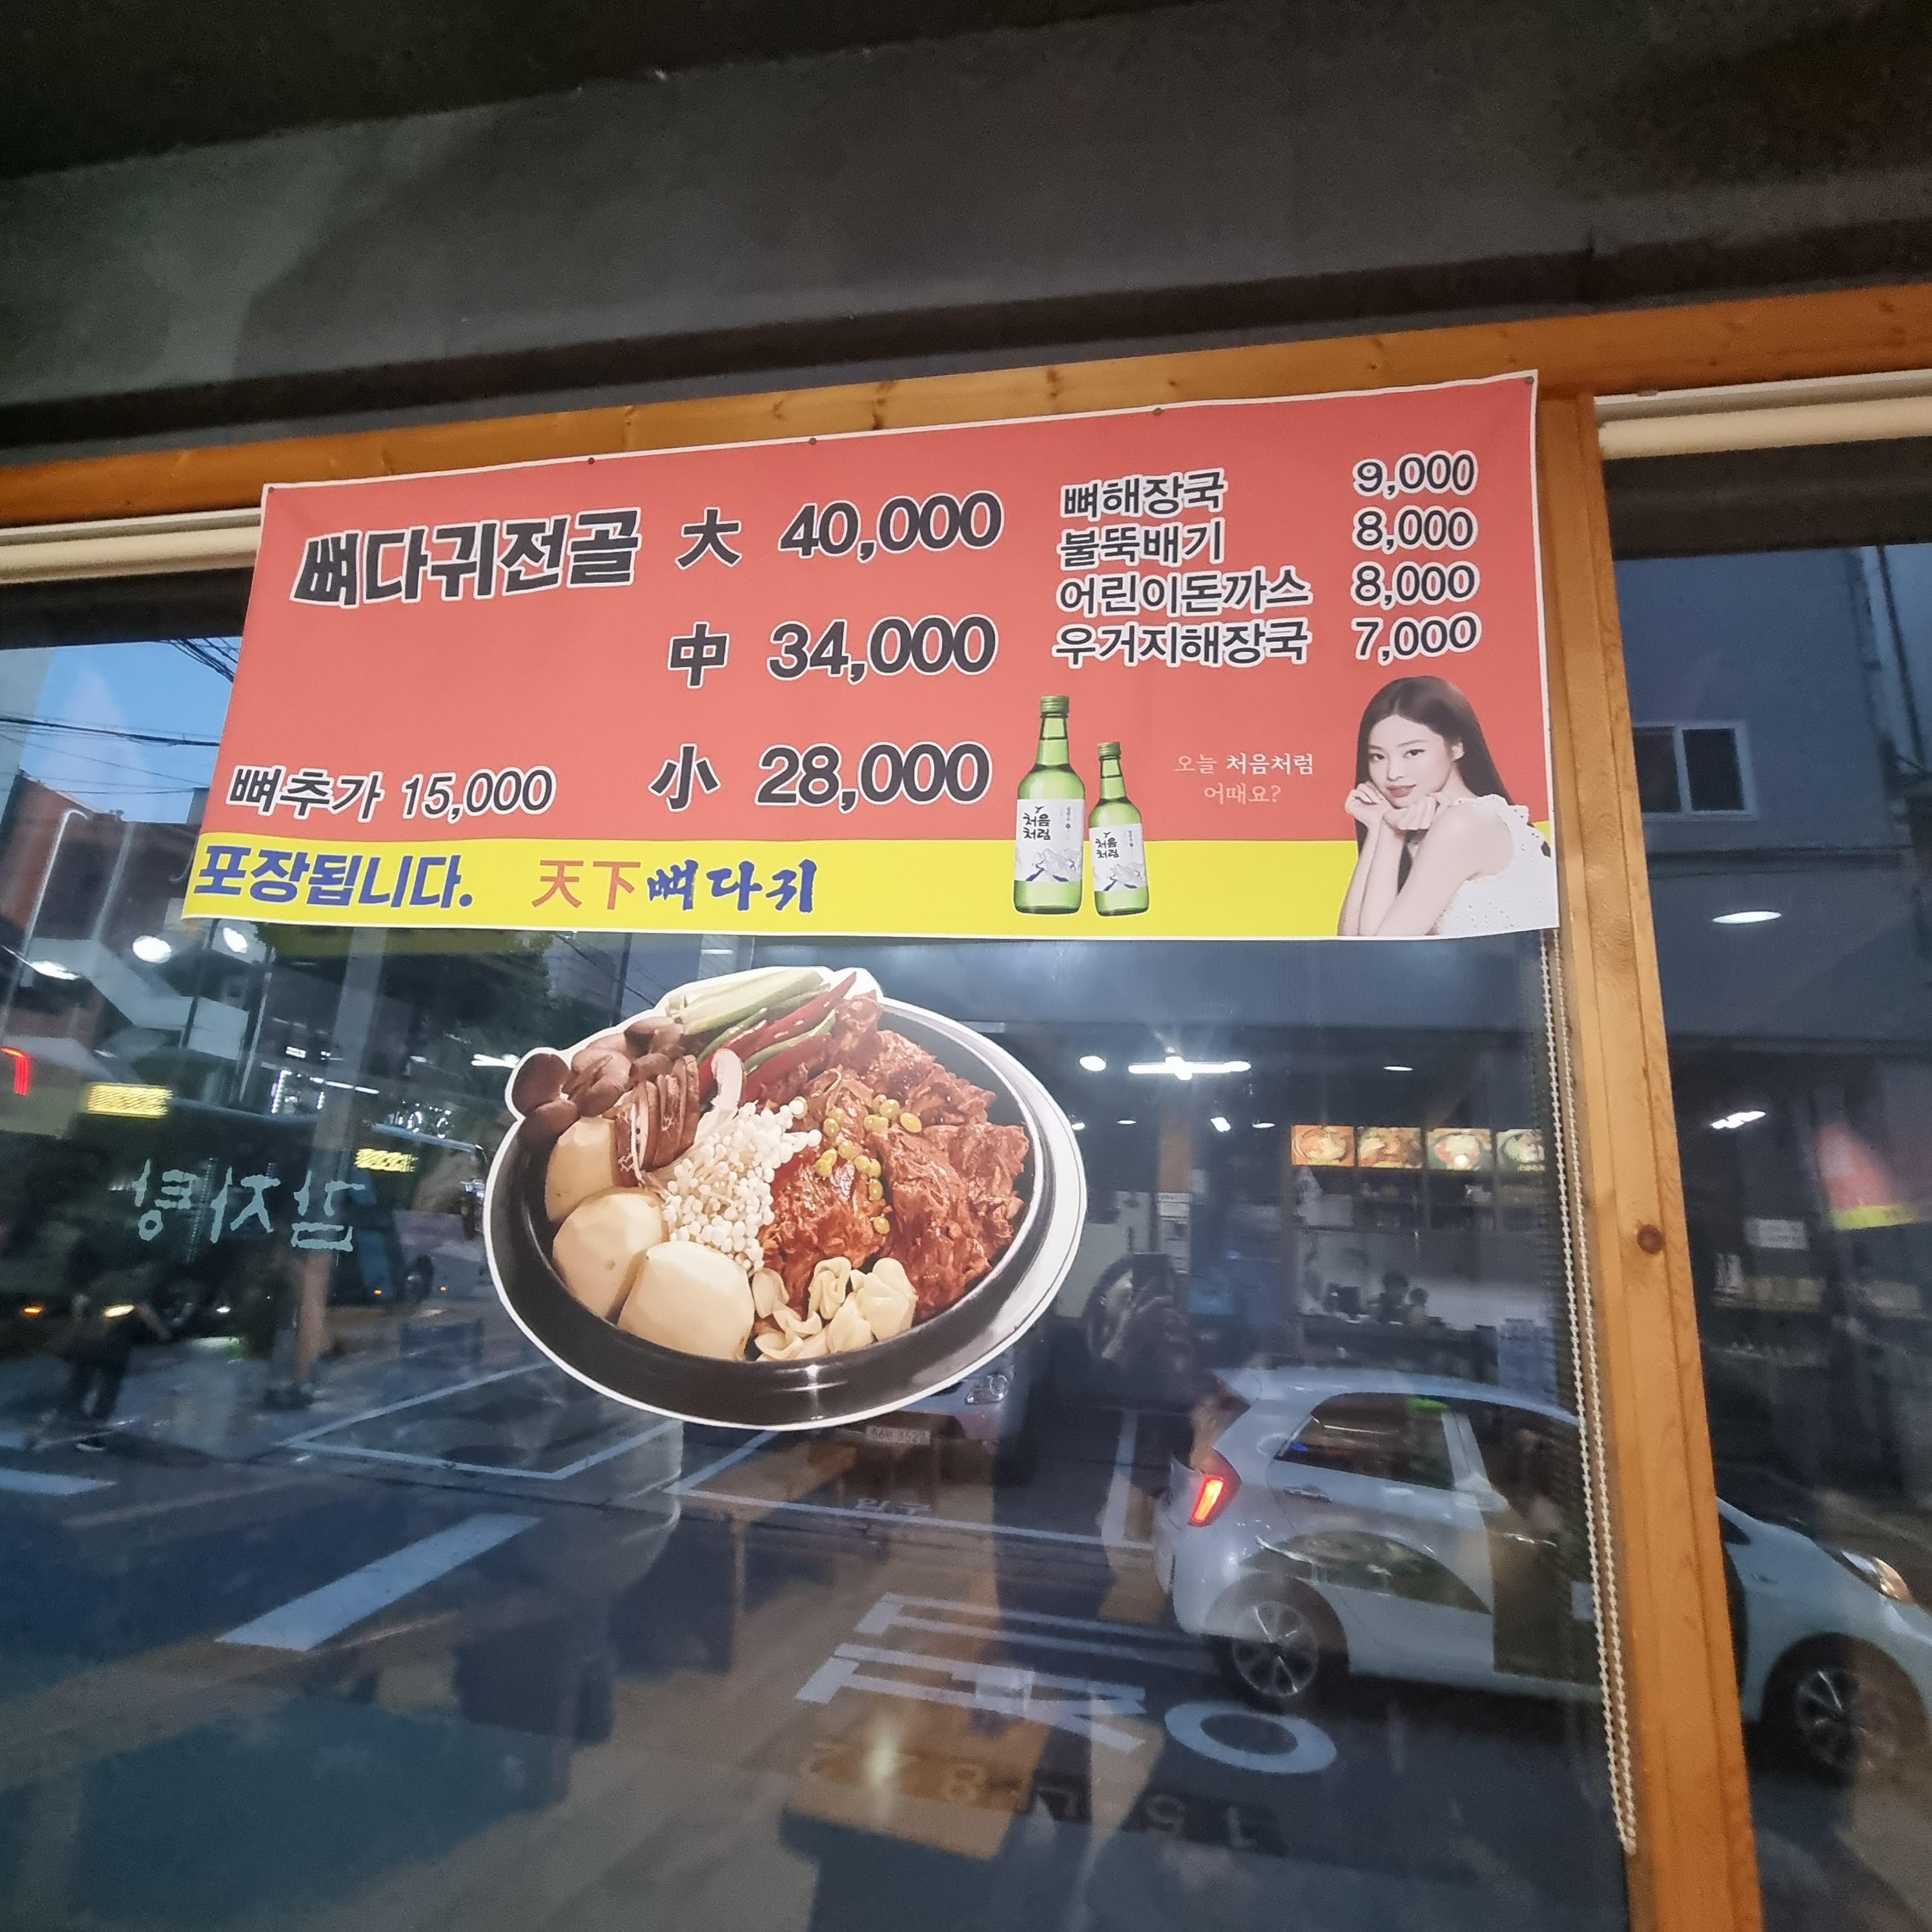 뼈다귀전골 大 40,000
中 34,000
小 28,000
뼈추가 15,000
뼈해장국 9,000
불뚝배기 8,000
어린이돈까스 8,000
우거지해장국 7,000
오늘 처음처럼
어때요?
처음
처럼
처음
처럼
포장됩니다. 天下뼈다귀